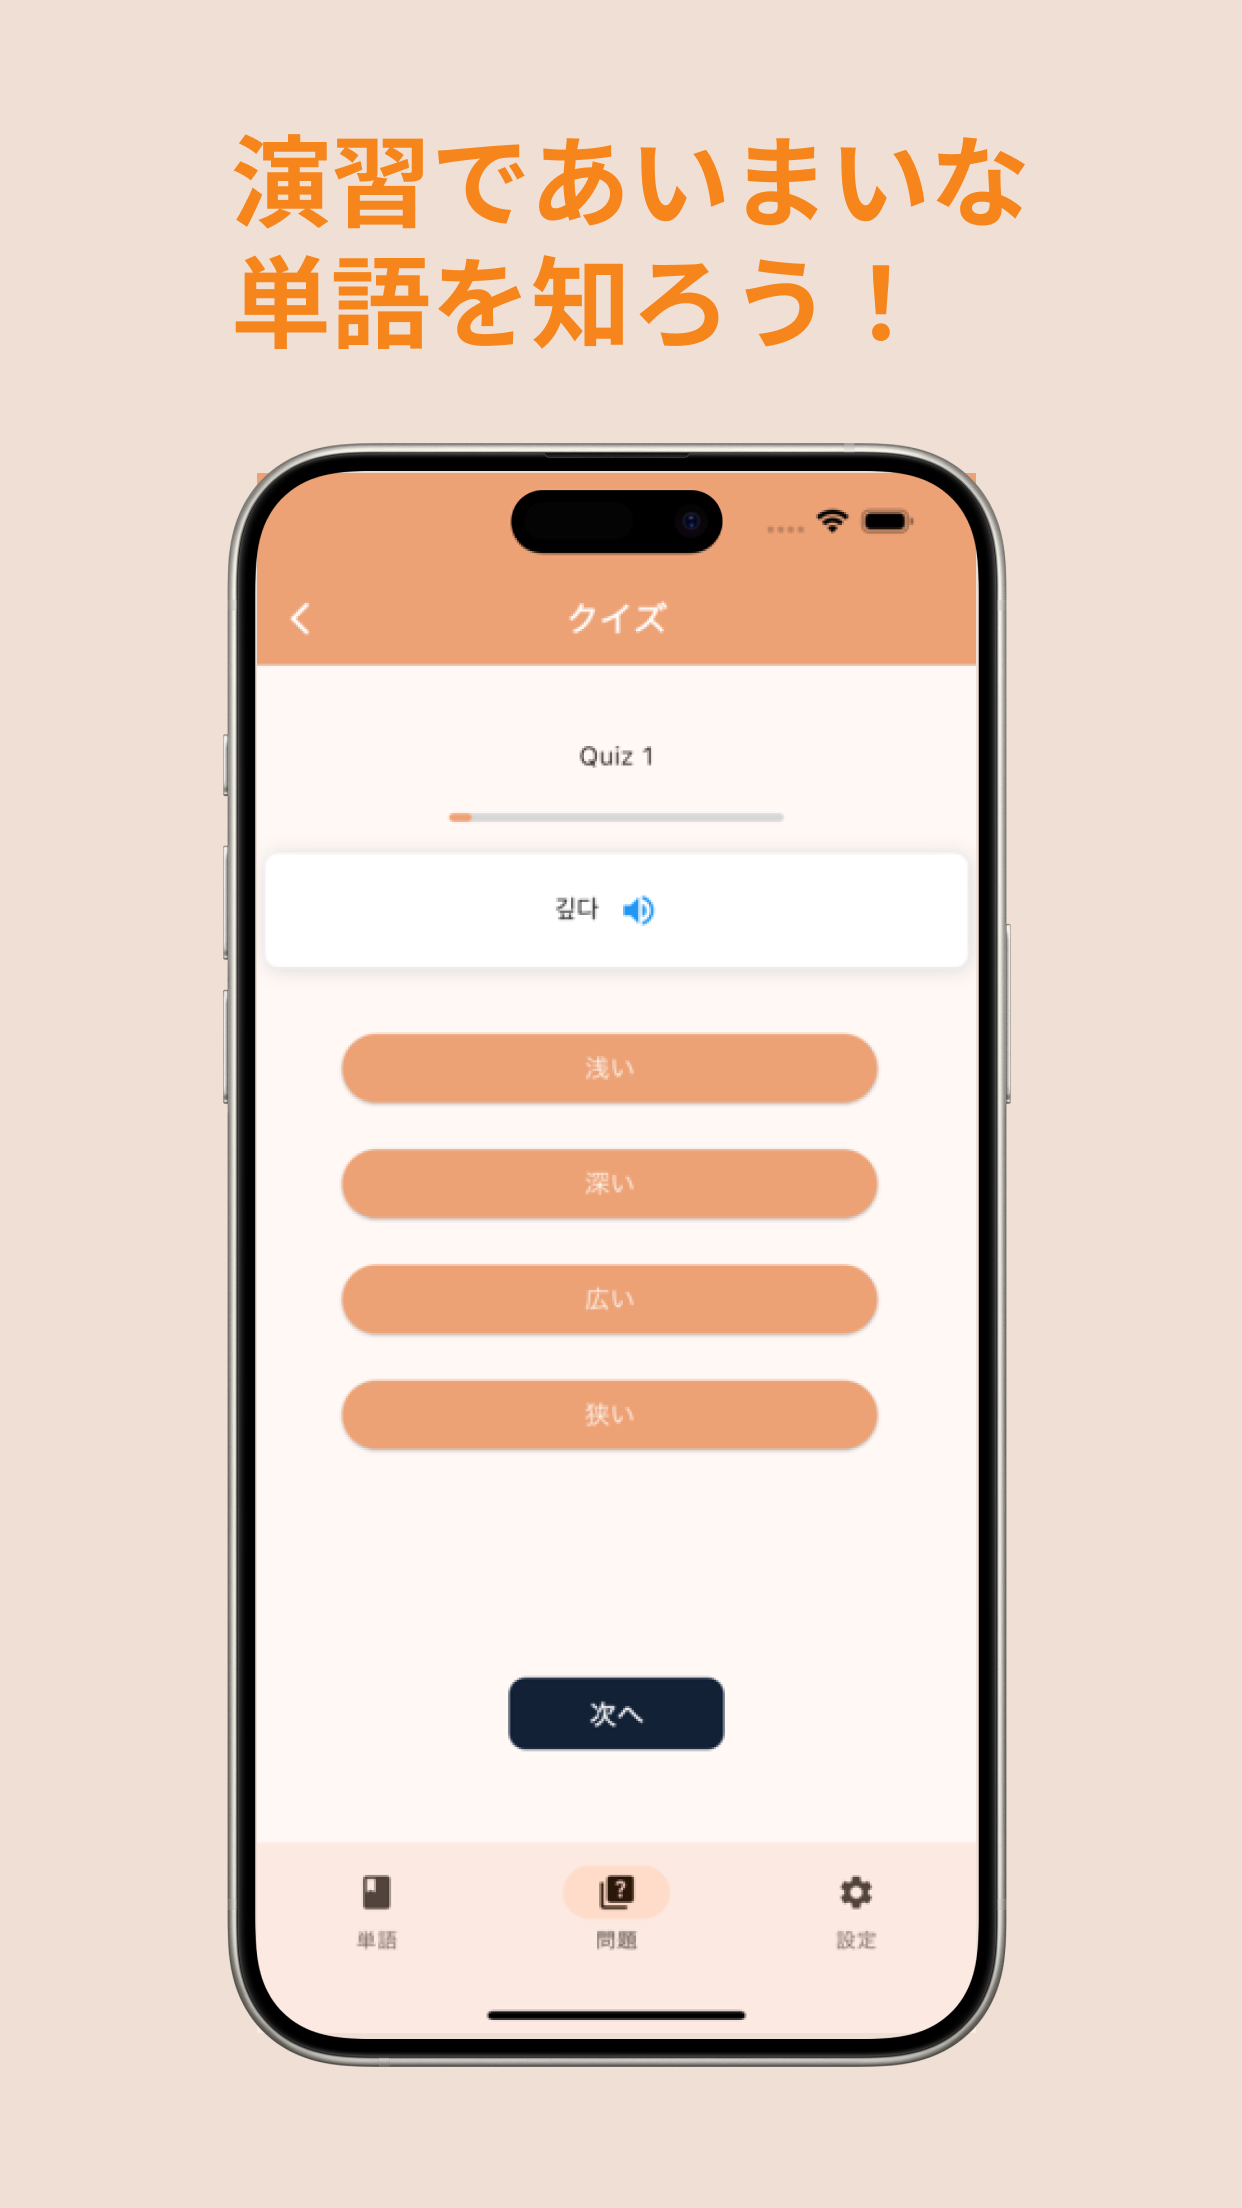 演習であいまいな
単語を知ろう！
クイズ
Quiz 1
깊다
浅い
深い
広い
狭い
次へ
単語
問題
設定